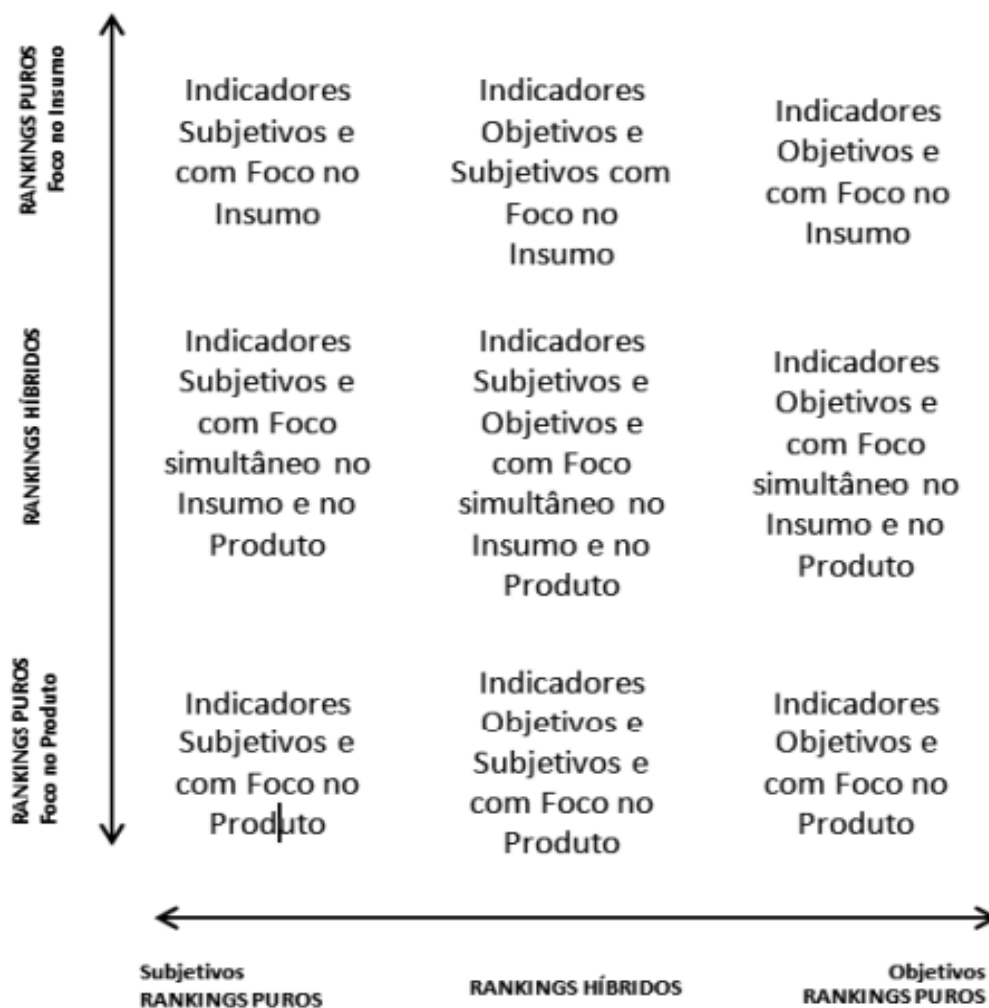 RANKINGS PUROS
Foco no Insumo
Indicadores
Subjetivos e
com Foco no
Insumo
Indicadores
Objetivos e
Subjetivos com
Foco no
Insumo
Indicadores
Objetivos e
com Foco no
Insumo
RANKINGS HÍBRIDOS
Indicadores
Subjetivos e
com Foco
simultâneo no
Insumo e no
Produto
Indicadores
Subjetivos e
Objetivos e
com Foco
simultâneo no
Insumo e no
Produto
Indicadores
Objetivos e
com Foco
simultâneo no
Insumo e no
Produto
RANKINGS PUROS
Foco no Produto
Indicadores
Subjetivos e
com Foco no
Produto
Indicadores
Objetivos e
Subjetivos e
com Foco no
Produto
Indicadores
Objetivos e
com Foco no
Produto
Subjetivos
RANKINGS PUROS
RANKINGS HÍBRIDOS
Objetivos
RANKINGS PUROS